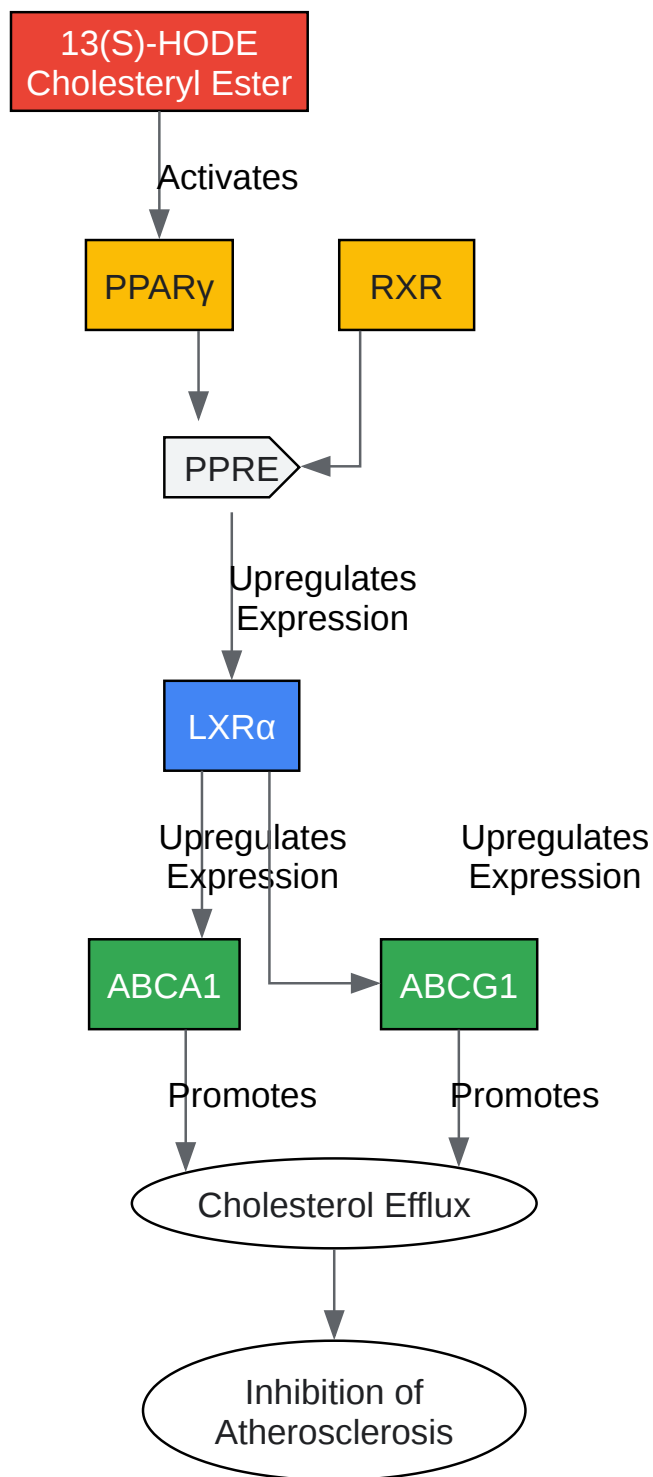 13(S)-HODE
Cholesteryl Ester
Activates
PPARγ
RXR
PPRE
Upregulates
Expression
LXRα
Upregulates
Expression
Upregulates
Expression
ABCA1
ABCG1
Promotes
Promotes
Cholesterol Efflux
Inhibition of
Atherosclerosis